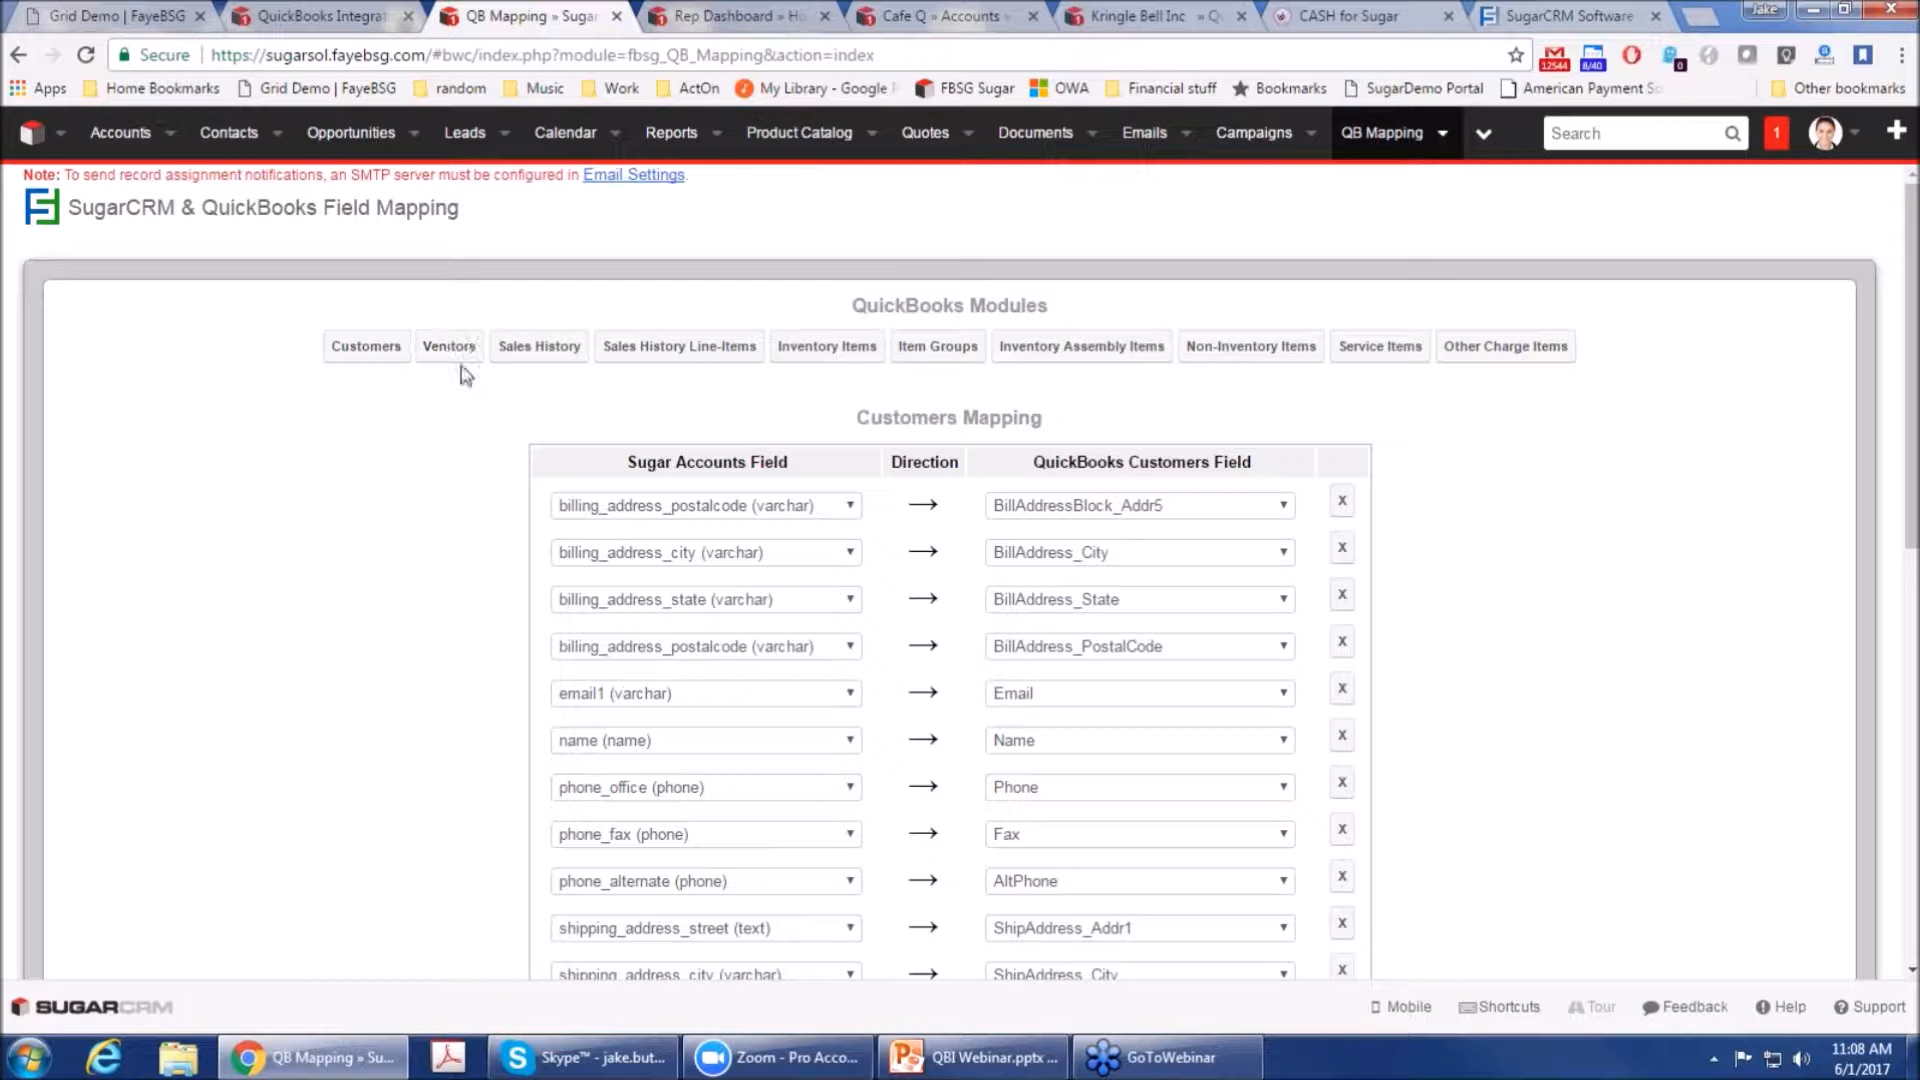 Grid Demo | FayeBSG
QuickBooks Integrat
QB Mapping » Sugar
Rep Dashboard » Ho
Cafe Q » Accounts
Kringle Bell Inc » Q
CASH for Sugar
SugarCRM Software
Jake
Secure
https://sugarsol.fayebsg.com/#bwc/index.php?module=fbsg_QB_Mapping&action=index
12544
8/40
0
Apps
Home Bookmarks
Grid Demo | FayeBSG
random
Music
Work
ActOn
My Library - Google
FBSG Sugar
OWA
Financial stuff
Bookmarks
SugarDemo Portal
American Payment So
Other bookmarks
Accounts
Contacts
Opportunities
Leads
Calendar
Reports
Product Catalog
Quotes
Documents
Emails
Campaigns
QB Mapping
Search
1
Note: To send record assignment notifications, an SMTP server must be configured in Email Settings.
SugarCRM & QuickBooks Field Mapping
QuickBooks Modules
Customers
Vendors
Sales History
Sales History Line-Items
Inventory Items
Item Groups
Inventory Assembly Items
Non-Inventory Items
Service Items
Other Charge Items
Customers Mapping
Sugar Accounts Field Direction QuickBooks Customers Field
billing_address_postalcode (varchar) → BillAddressBlock_Addr5 X
billing_address_city (varchar) → BillAddress_City X
billing_address_state (varchar) → BillAddress_State X
billing_address_postalcode (varchar) → BillAddress_PostalCode X
email1 (varchar) → Email X
name (name) → Name X
phone_office (phone) → Phone X
phone_fax (phone) → Fax X
phone_alternate (phone) → AltPhone X
shipping_address_street (text) → ShipAddress_Addr1 X
shipping_address_city (varchar) → ShipAddress_City X
SUGARCRM
Mobile
Shortcuts
Tour
Feedback
Help
Support
QB Mapping » Su...
Skype™ - jake.but...
Zoom - Pro Acco...
QBI Webinar.pptx ...
GoToWebinar
11:08 AM
6/1/2017